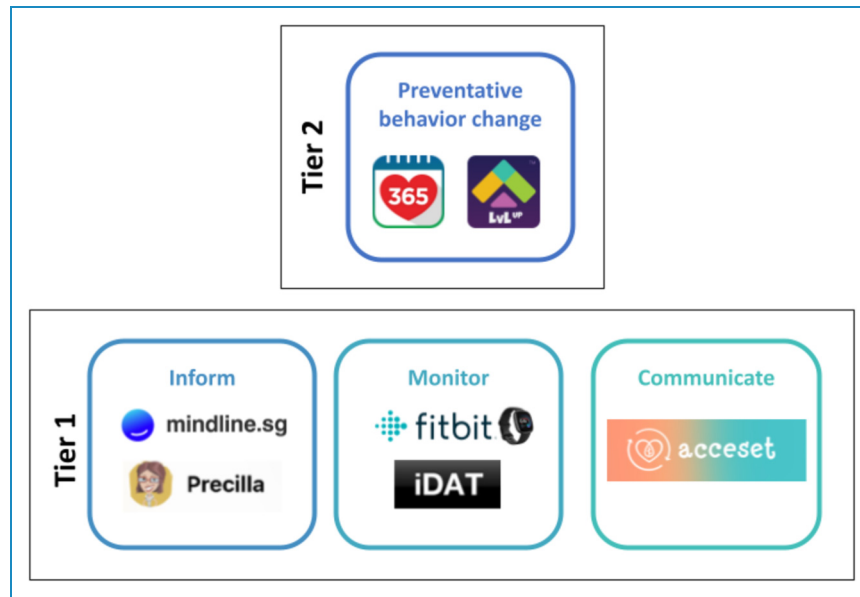 Tier 2
Preventative
behavior change
365
LvL UP
Tier 1
Inform
mindline.sg
Precilla
Monitor
fitbit
iDAT
Communicate
acceset